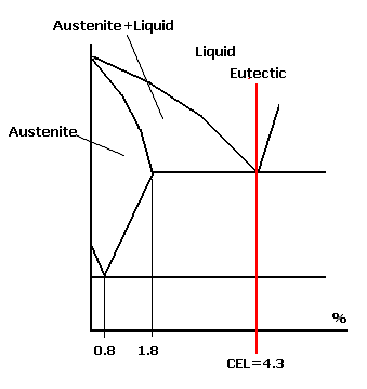 Austenite+Liquid
Liquid
Eutectic
Austenite
%
0.8
1.8
CEL=4.3